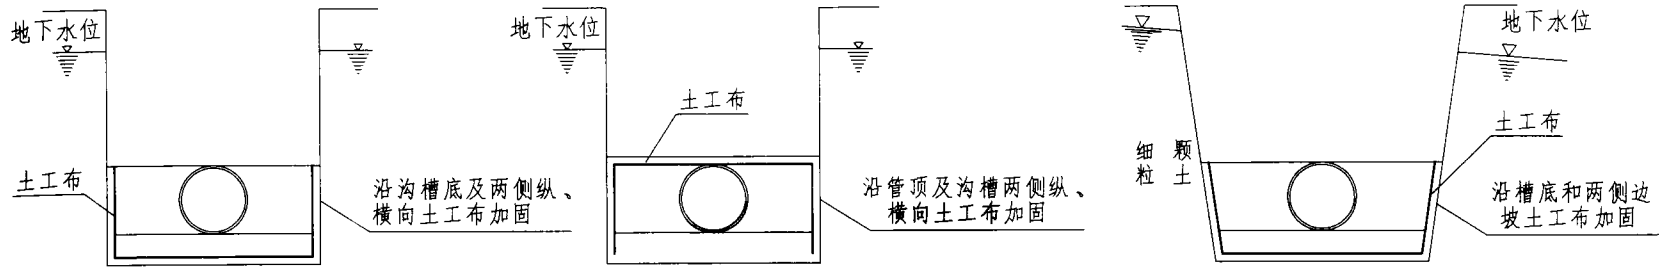 地下水位
土工布
沿沟槽底及两侧纵、
横向土工布加固
地下水位
土工布
沿管顶及沟槽两侧纵、
横向土工布加固
地下水位
土工布
细颗
粒土
沿槽底和两侧边
坡土工布加固